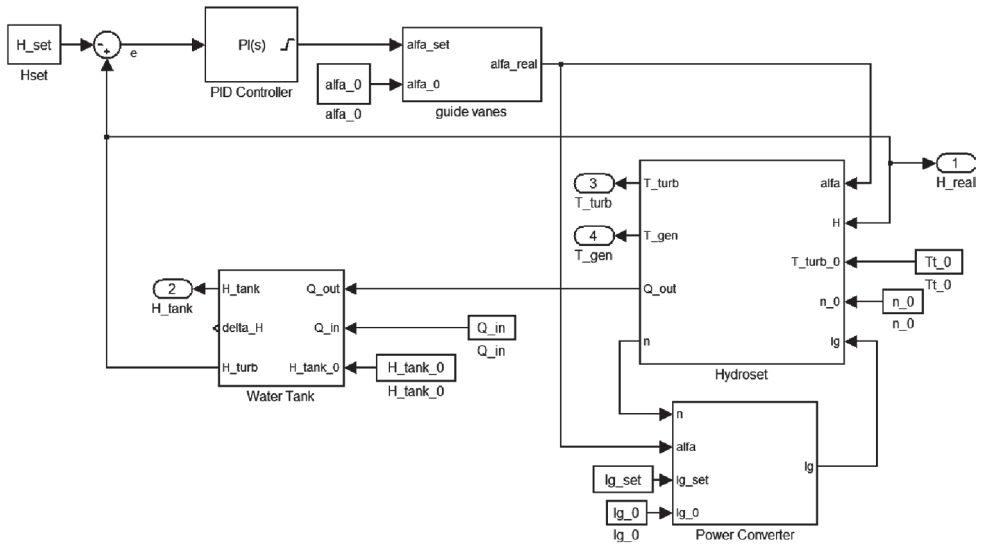 H_set
Hset
-
+
e
PI(s)
PID Controller
alfa_set
alfa_0
alfa_real
guide vanes
alfa_0
alfa_0
1
H_real
3
T_turb
4
T_gen
T_turb
T_gen
Q_out
n
alfa
H
T_turb_0
n_0
Ig
Hydroset
Tt_0
Tt_0
n_0
n_0
2
H_tank
H_tank
delta_H
H_turb
Q_out
Q_in
H_tank_0
Water Tank
Q_in
Q_in
H_tank_0
H_tank_0
n
alfa
Ig_set
Ig_0
Ig
Power Converter
Ig_set
Ig_0
Ig_0